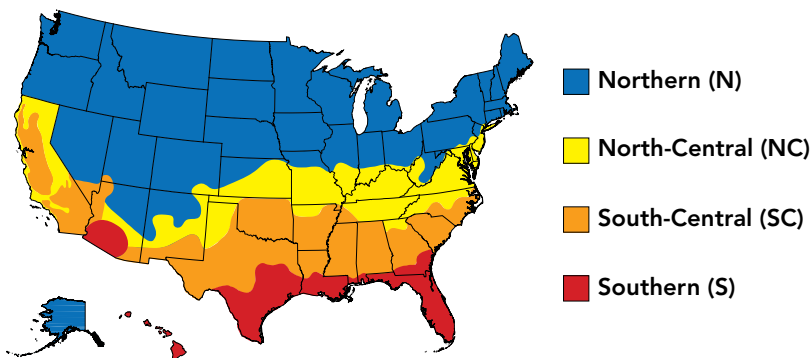 Northern (N)
North-Central (NC)
South-Central (SC)
Southern (S)